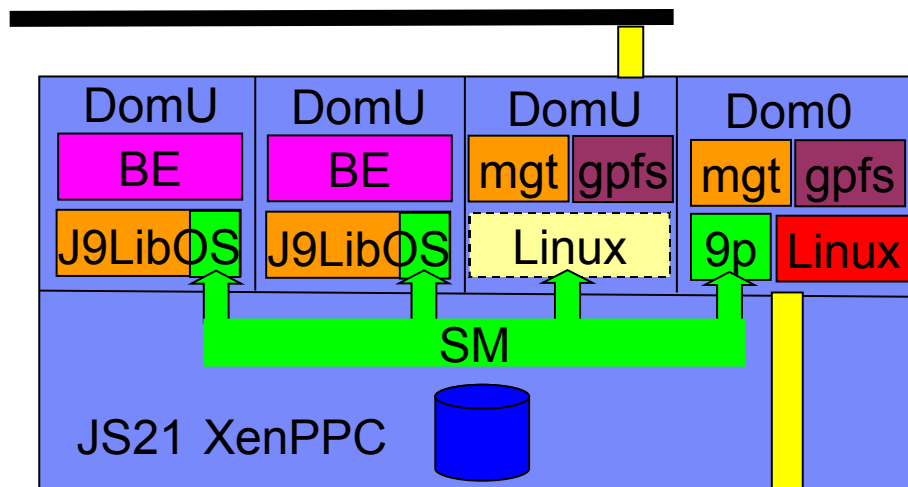 DomU DomU DomU Dom0
BE BE mgt gpfs mgt gpfs
J9LibOS J9LibOS Linux 9p Linux
SM
JS21 XenPPC